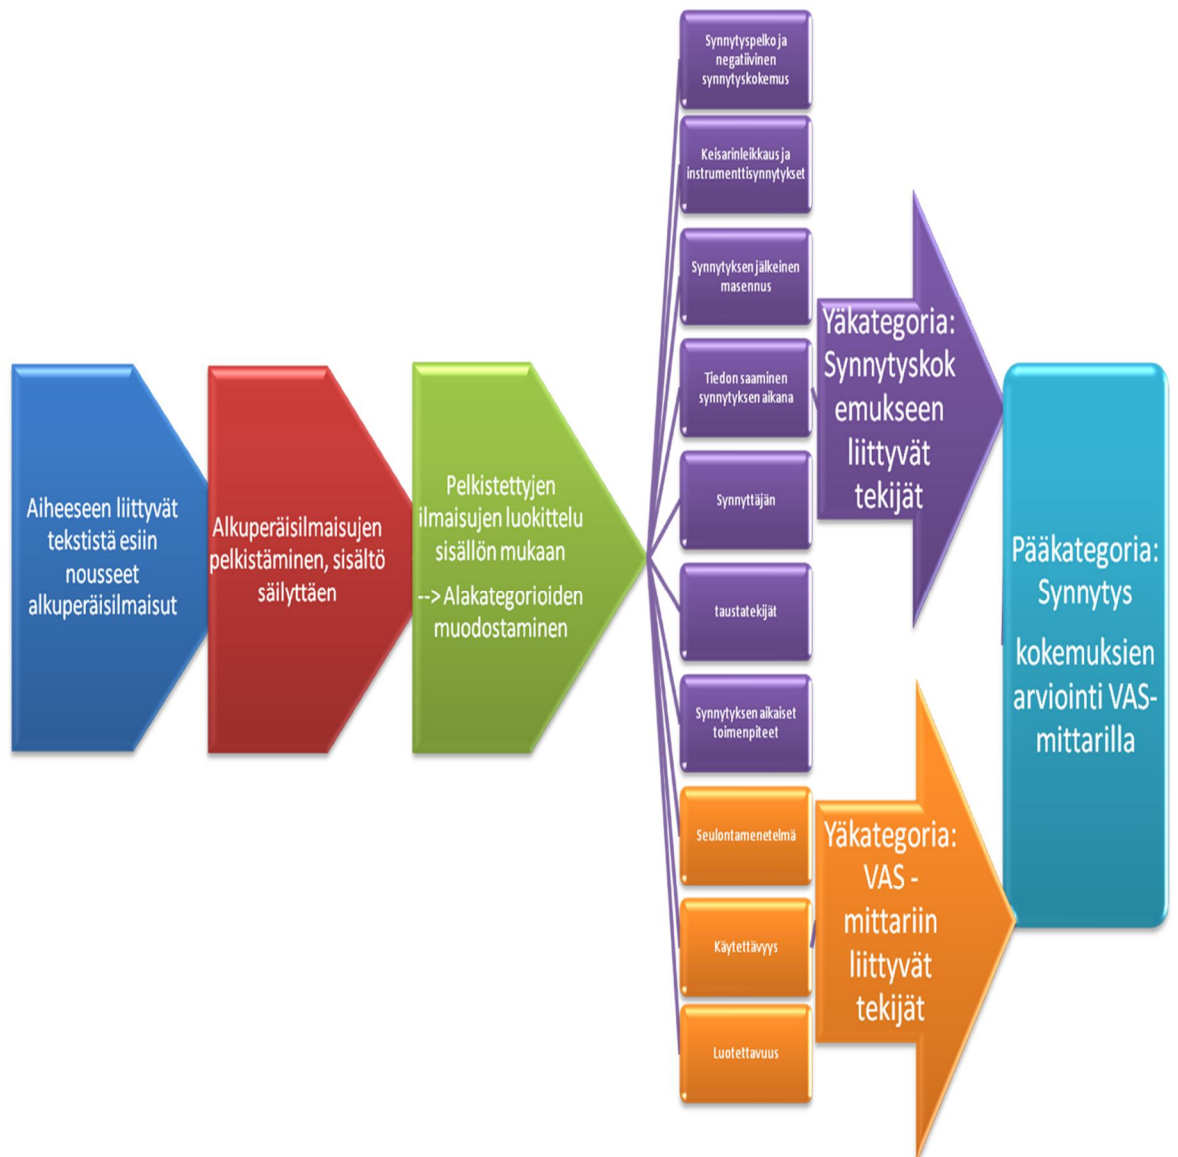 Aiheeseen liittyvät
tekstistä esiin
nousseet
alkuperäisilmaisut
Alkuperäisilmaisujen
pelkistäminen, sisältö
säilyttäen
Pelkistettyjen
ilmaisujen luokittelu
sisällön mukaan
--> Alakategorioiden
muodostaminen
Synnytyspelko ja
negatiivinen
synnytyskokemus
Keisarinleikkaus ja
instrumenttisynnytykset
Synnytyksen jälkeinen
masennus
Tiedon saaminen
synnytyksen aikana
Synnyttäjän
taustatekijät
Synnytyksen aikaiset
toimenpiteet
Seulontamenetelmä
Käytettävyys
Luotettavuus
Yäkategoria:
Synnytyskok
emukseen
liittyvät
tekijät
Yäkategoria:
VAS -
mittariin
liittyvät
tekijät
Pääkategoria:
Synnytys
kokemuksien
arviointi VAS-
mittarilla